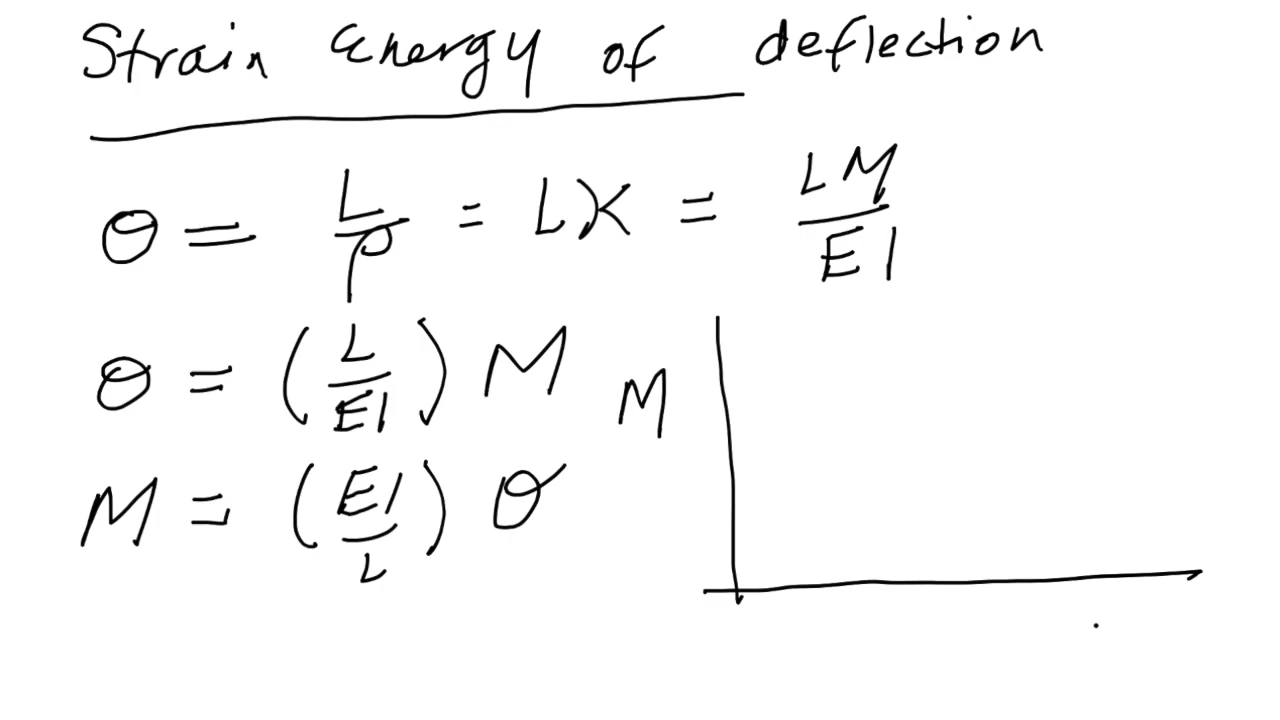 Strain energy of deflection
θ = L/ρ = Lκ = LM/EI
θ = (L/EI) M
M
M = (EI/L) θ